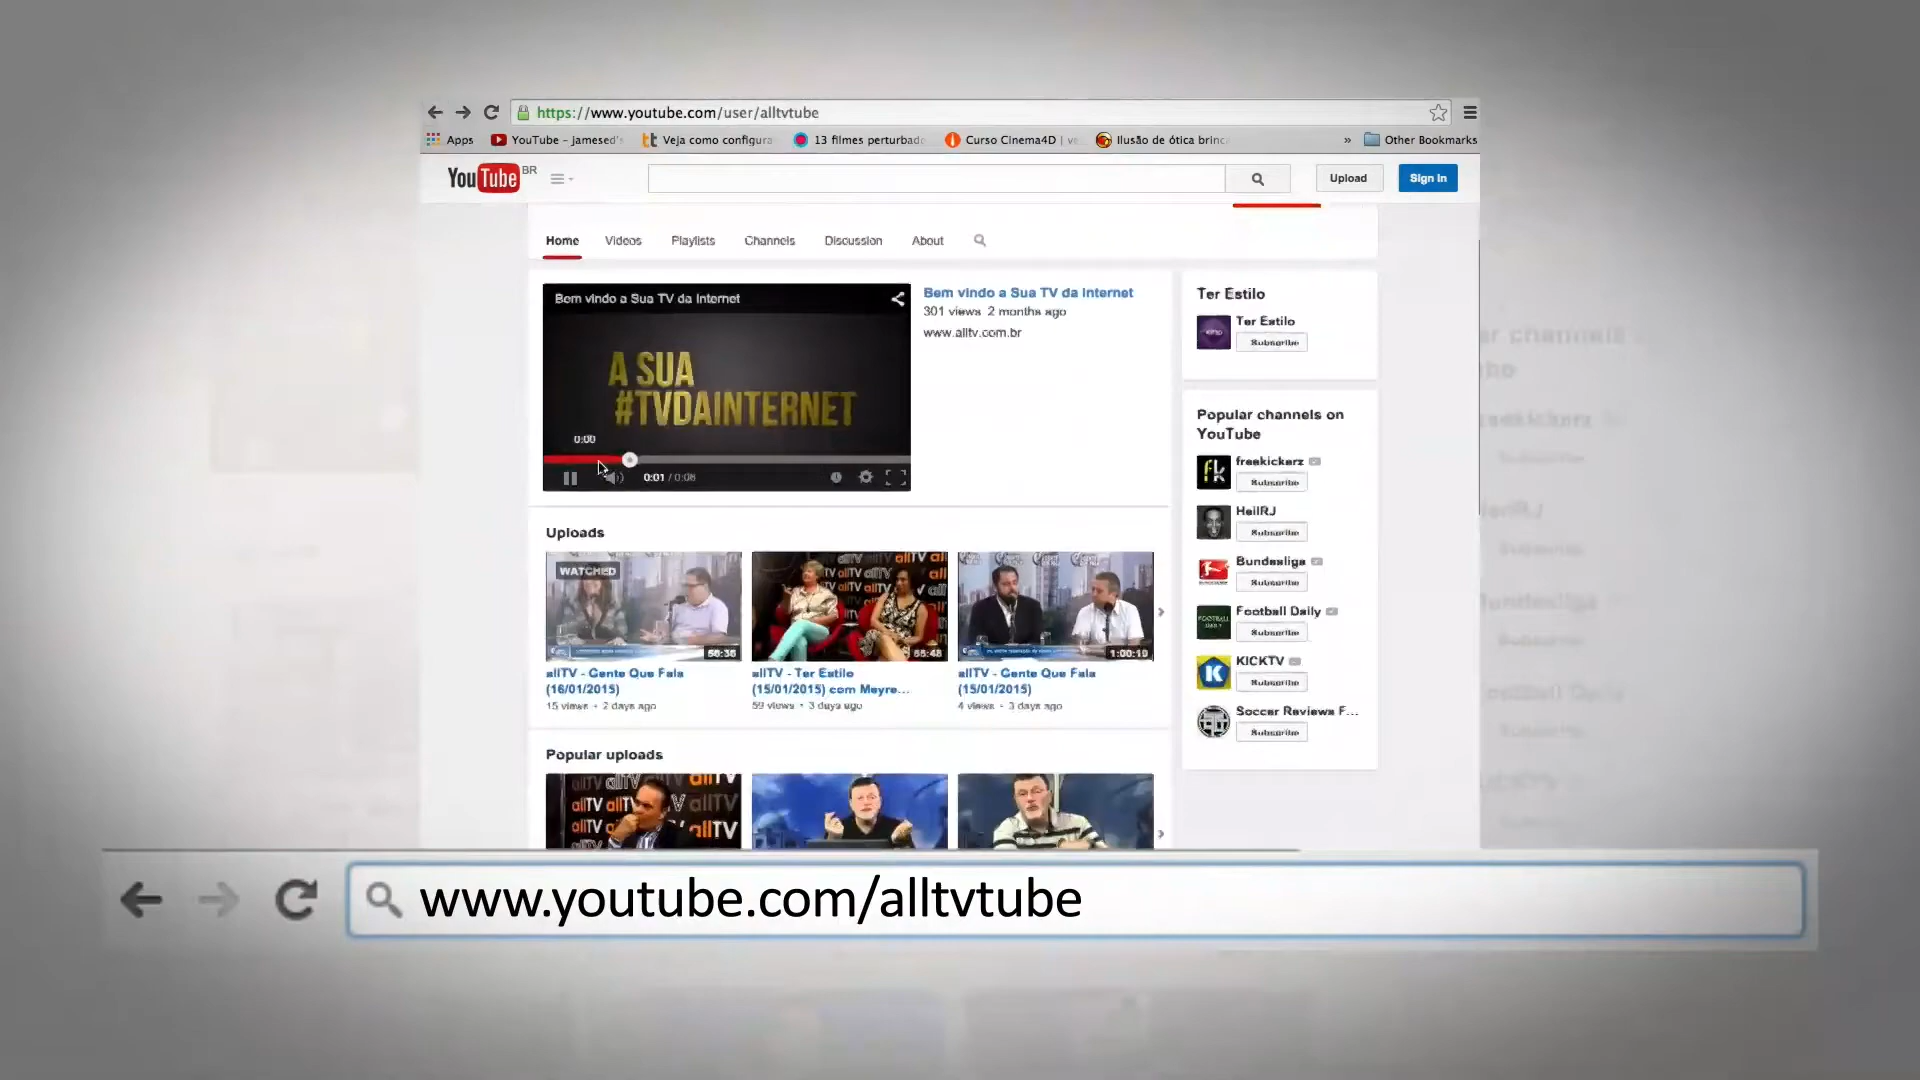 https://www.youtube.com/user/alltvtube
Apps
YouTube - jamesed's
Veja como configura
13 filmes perturbado
Curso Cinema4D | ve
Ilusão de ótica brinc
» Other Bookmarks
YouTube BR
Upload
Sign In
Home Videos Playlists Channels Discussion About
Bem vindo a Sua TV da Internet
A SUA
#TVDAINTERNET
0:00
0:01 / 0:06
Bem vindo a Sua TV da Internet
301 views 2 months ago
www.alltv.com.br
Ter Estilo
Ter Estilo
Subscribe
Popular channels on
YouTube
freekickerz
Subscribe
HeilRJ
Subscribe
Bundesliga
Subscribe
Football Daily
Subscribe
KICKTV
Subscribe
Soccer Reviews F...
Subscribe
Uploads
WATCHED
56:36
55:48
1:00:19
allTV - Gente Que Fala
(16/01/2015)
15 views • 2 days ago
allTV - Ter Estilo
(15/01/2015) com Meyre...
59 views • 3 days ago
allTV - Gente Que Fala
(15/01/2015)
4 views • 3 days ago
Popular uploads
www.youtube.com/alltvtube